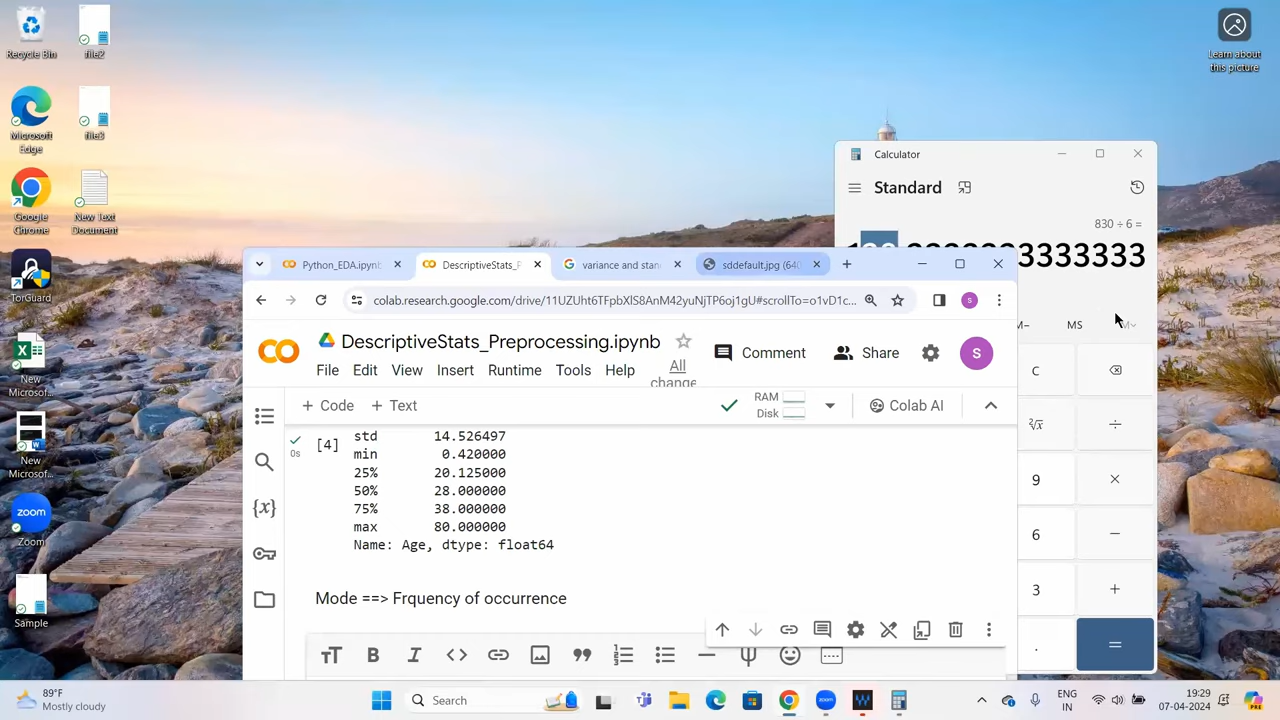 Recycle Bin
file2
Microsoft
Edge
file3
Google
Chrome
New Text
Document
TorGuard
New
Microsof...
New
Microsof...
Zoom
zoom
Sample
Learn about
this picture
Calculator
Standard
830 ÷ 6 =
3333333
MS
C
9
6
3
.
÷
×
−
+
=
Python_EDA.ipynb
DescriptiveStats_P
variance and stan
sddefault.jpg (640
colab.research.google.com/drive/11UZUht6TFpbXlS8AnM42yuNjTP6oj1gU#scrollTo=o1vD1c...
DescriptiveStats_Preprocessing.ipynb
File Edit View Insert Runtime Tools Help
All
Comment
Share
S
+ Code + Text
RAM
Disk
Colab AI
[4]
0s
std 14.526497
min 0.420000
25% 20.125000
50% 28.000000
75% 38.000000
max 80.000000
Name: Age, dtype: float64
Mode ==> Frquency of occurrence
89°F
Mostly cloudy
Search
ENG
IN
19:29
07-04-2024